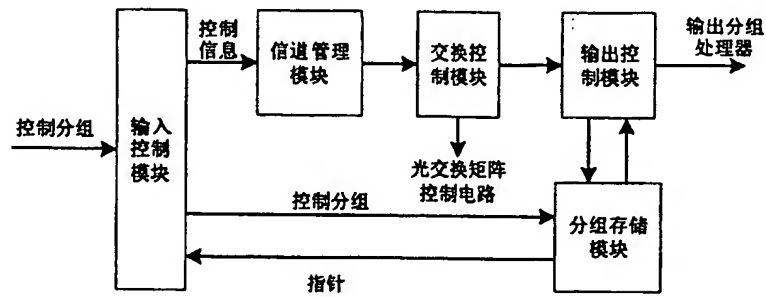 控制分组
输入
控制
模块
控制
信息
信道管理
模块
交换控
制模块
输出控
制模块
输出分组
处理器
光交换矩阵
控制电路
控制分组
分组存储
模块
指针